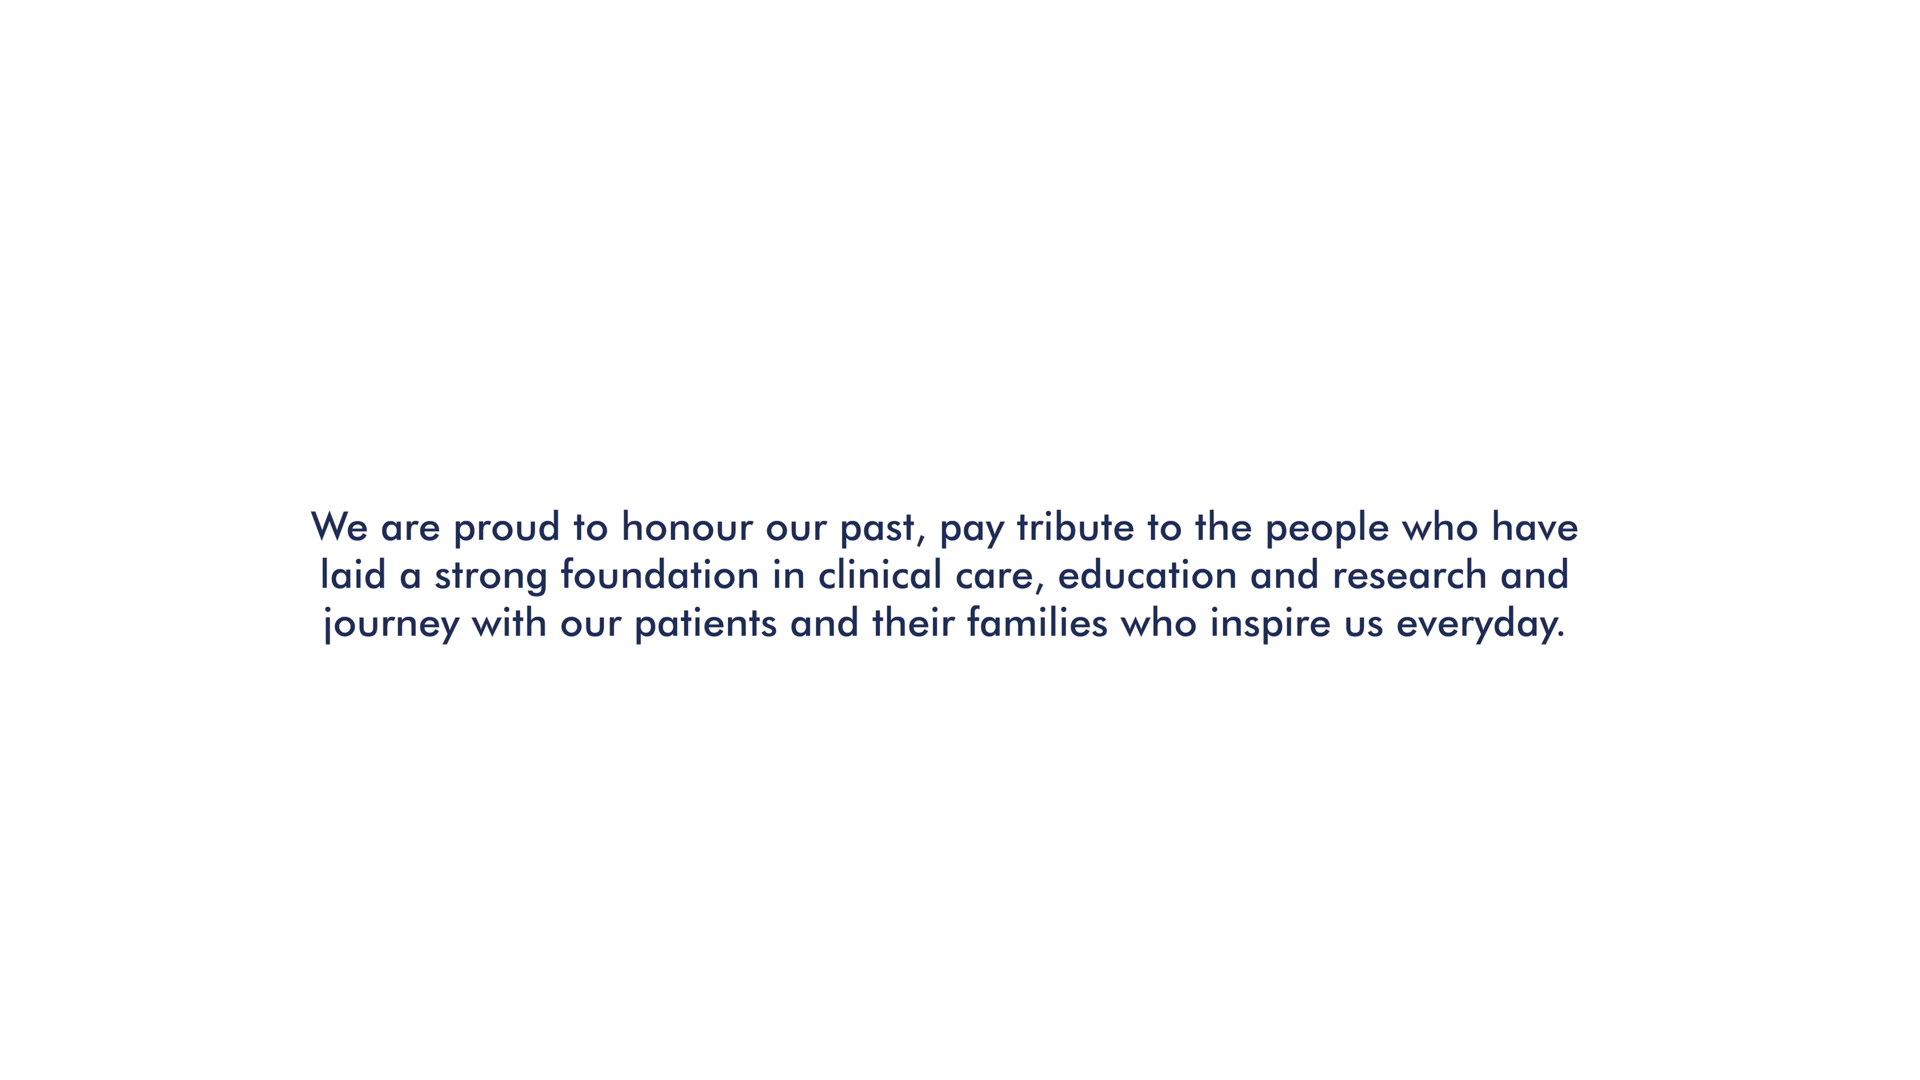 We are proud to honour our past, pay tribute to the people who have
laid a strong foundation in clinical care, education and research and
journey with our patients and their families who inspire us everyday.